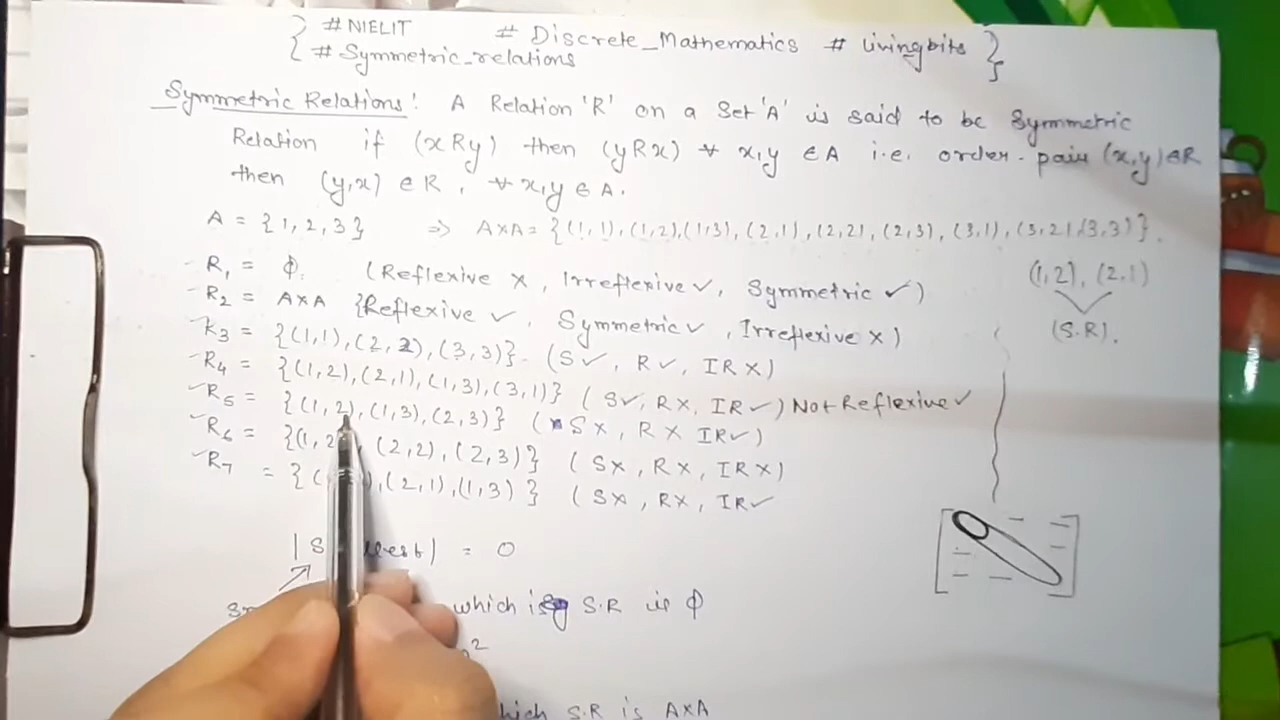 { # NIELIT # Discrete_Mathematics # livingbits }
# Symmetric_relations
Symmetric Relations : A Relation 'R' on a set 'A' is said to be Symmetric
Relation if (xRy) then (yRx) ∀ x,y ∈ A i.e. order-pair (x,y) ∈ R
then (y,x) ∈ R, ∀ x,y ∈ A.
A = {1,2,3} ⇒ A×A = {(1,1),(1,2),(1,3),(2,1),(2,2),(2,3),(3,1),(3,2),(3,3)}.
R1 = ϕ. (Reflexive ×, Irreflexive ✓, Symmetric ✓)
(1,2), (2,1)
(S.R).
R2 = A×A {Reflexive ✓, Symmetric ✓, Irreflexive ×)
R3 = {(1,1),(2,2),(3,3)}. (S ✓, R ✓, IR ×)
R4 = {(1,2),(2,1),(1,3),(3,1)} (S ✓, R ×, IR ✓) Not Reflexive ✓
R5 = {(1,2),(1,3),(2,3)} (S ×, R × IR ✓)
R6 = {(1,2 (2,2),(2,3)} (S ×, R ×, IR ×)
R7 = {( ),(2,1),(1,3)} (S ×, R ×, IR ✓
| = 0
which is S.R is ϕ
2
S.R is A×A